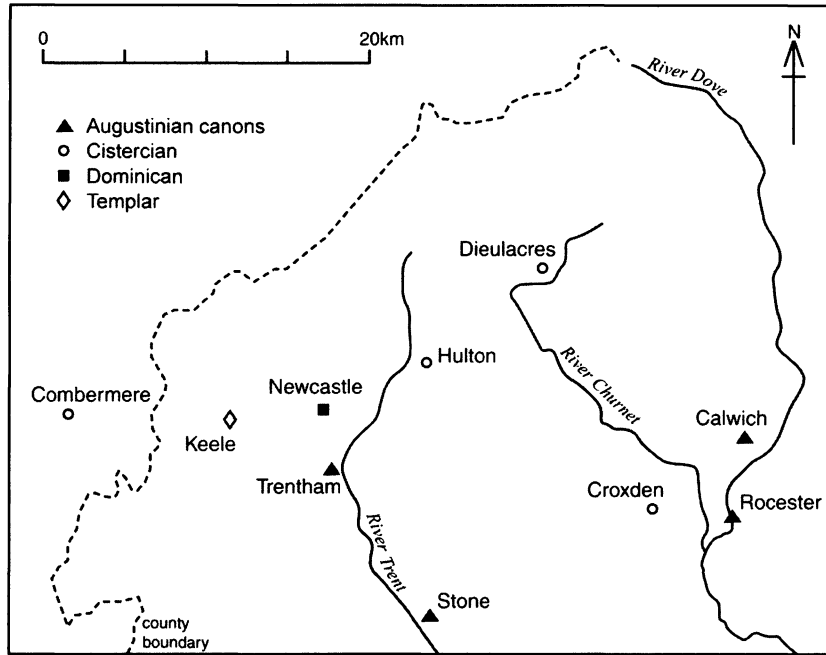 0
20km
N
River Dove
Augustinian canons
Cistercian
Dominican
Templar
Dieulacres
Hulton
River Churnet
Combermere
Newcastle
Keele
Calwich
Trentham
Croxden
Rocester
River Trent
Stone
county
boundary